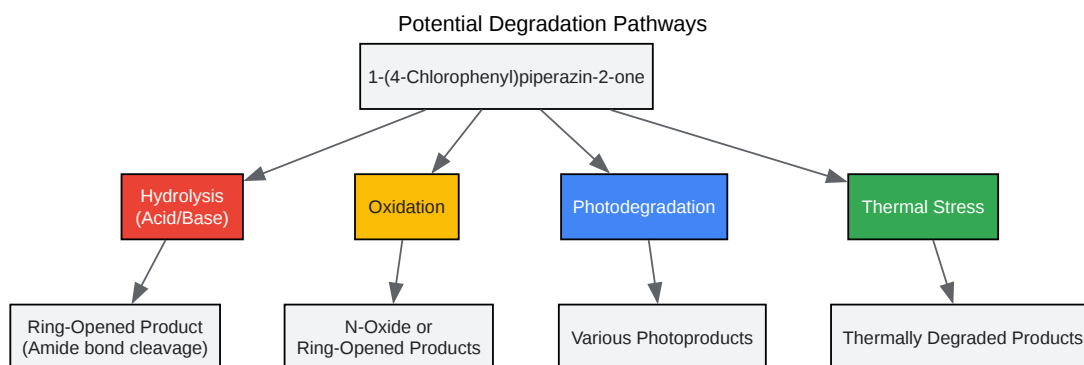 Potential Degradation Pathways
1-(4-Chlorophenyl)piperazin-2-one
Hydrolysis
(Acid/Base)
Oxidation
Photodegradation
Thermal Stress
Ring-Opened Product
(Amide bond cleavage)
N-Oxide or
Ring-Opened Products
Various Photoproducts
Thermally Degraded Products